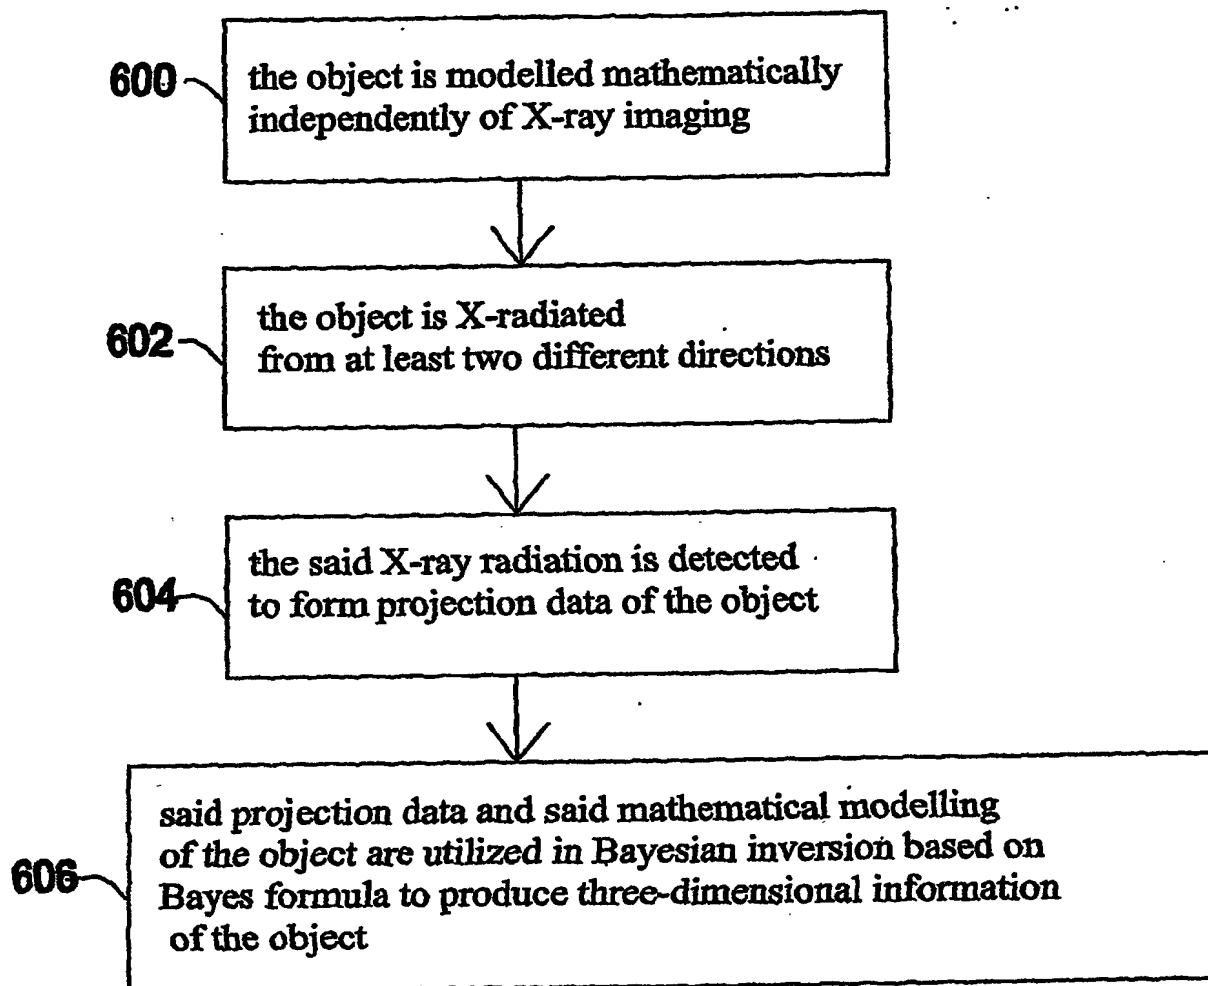 600
the object is modelled mathematically
independently of X-ray imaging
602
the object is X-radiated
from at least two different directions
604
the said X-ray radiation is detected
to form projection data of the object
606
said projection data and said mathematical modelling
of the object are utilized in Bayesian inversion based on
Bayes formula to produce three-dimensional information
of the object